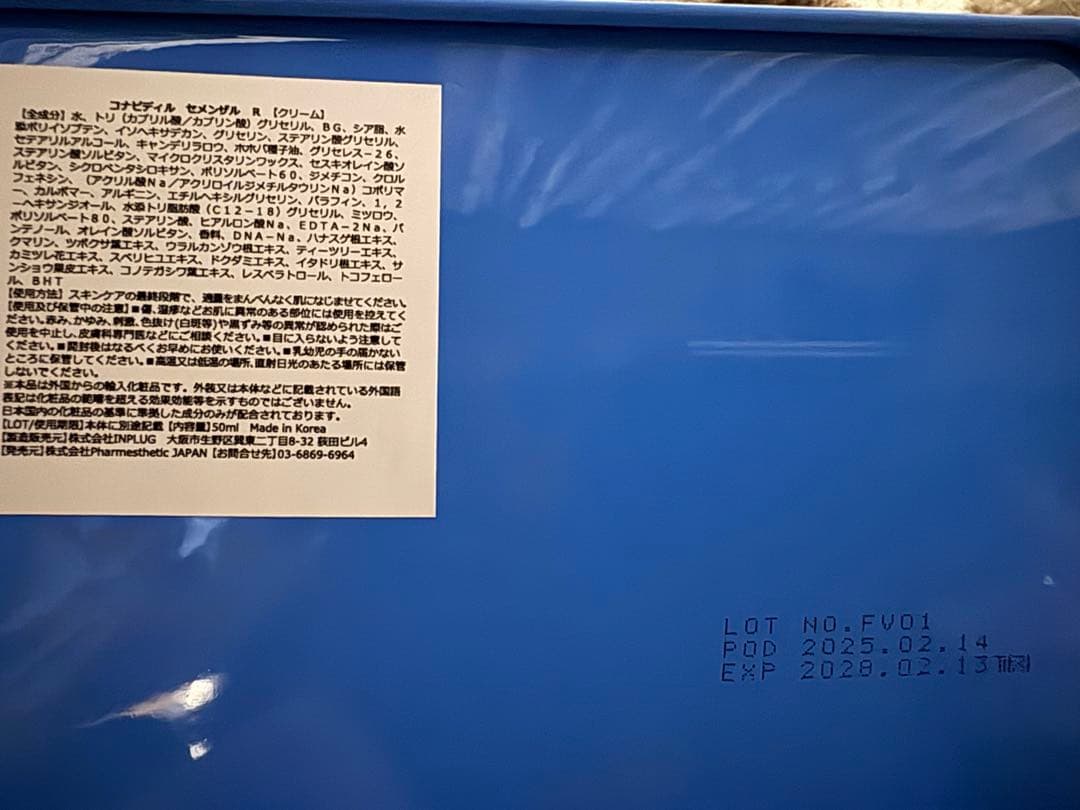 コナビディル セメンザル R 【クリーム】
【全成分】水、トリ(カプリル酸/カプリン酸)グリセリル、BG、シア脂、水
添ポリイソブテン、イソヘキサデカン、グリセリン、ステアリン酸グリセリル、
セテアリルアルコール、キャンデリラロウ、ホホバ種子油、グリセレス-26、
ステアリン酸ソルビタン、マイクロクリスタリンワックス、セスキオレイン酸ソ
ルビタン、シクロペンタシロキサン、ポリソルベート60、ジメチコン、クロル
フェネシン、(アクリル酸Na/アクリロイルジメチルタウリンNa)コポリマ
ー、カルボマー、アルギニン、エチルヘキシルグリセリン、パラフィン、1,2
-ヘキサンジオール、水添トリ脂肪酸(C12-18)グリセリル、ミツロウ、
ポリソルベート80、ステアリン酸、ヒアルロン酸Na、EDTA-2Na、パ
ンテノール、オレイン酸ソルビタン、香料、DNA-Na、ハナスゲ根エキス、
クマリン、ツボクサ葉エキス、ウラルカンゾウ根エキス、ティーツリーエキス、
カミツレ花エキス、スベリヒユエキス、ドクダミエキス、イタドリ根エキス、サ
ンショウ果皮エキス、コノテガシワ葉エキス、レスベラトロール、トコフェロー
ル、BHT
【使用方法】スキンケアの最終段階で、適量をまんべんなく肌になじませてください。
【使用及び保管中の注意】■傷、湿疹などお肌に異常のある部位には使用を控えてく
ださい。赤み、かゆみ、刺激、色抜け(白斑等)や黒ずみ等の異常が認められた際はご
使用を中止し、皮膚科専門医などにご相談ください。■目に入らないよう注意して
ください。■開封後はなるべくお早めにお使いください。■乳幼児の手の届かない
ところに保管してください。■高温又は低温の場所、直射日光のあたる場所には保管
しないでください。
※本品は外国からの輸入化粧品です。外装又は本体などに記載されている外国語
表記は化粧品の範疇を超える効果効能等を示すものではございません。
日本国内の化粧品の基準に準拠した成分のみが配合されております。
【LOT/使用期限】本体に別途記載【内容量】50ml Made in Korea
【製造販売元】株式会社INPLUG 大阪市生野区巽東二丁目8-32 荻田ビル4
【発売元】株式会社Pharmesthetic JAPAN【お問合せ先】03-6869-6964
LOT NO.FV01
POD 2025.02.14
EXP 2028.02.13